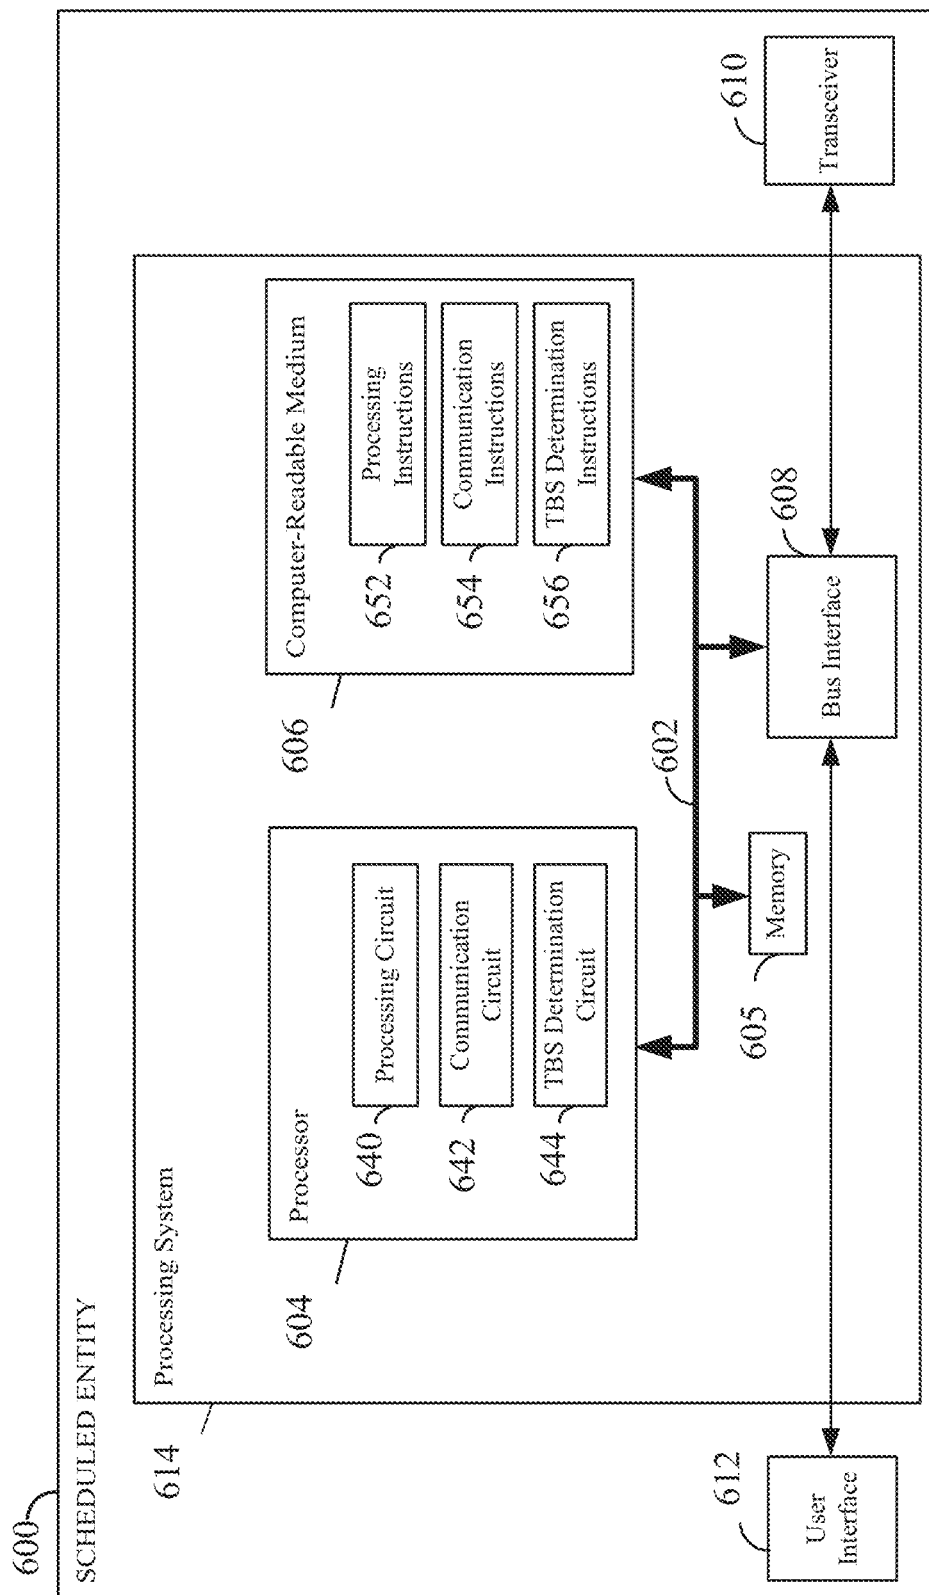 600
SCHEDULED ENTITY
614
Processing System
604
Processor
640
Processing Circuit
642
Communication
Circuit
644
TBS Determination
Circuit
606
Computer-Readable Medium
652
Processing
Instructions
654
Communication
Instructions
656
TBS Determination
Instructions
602
605
Memory
608
Bus Interface
612
User
Interface
610
Transceiver